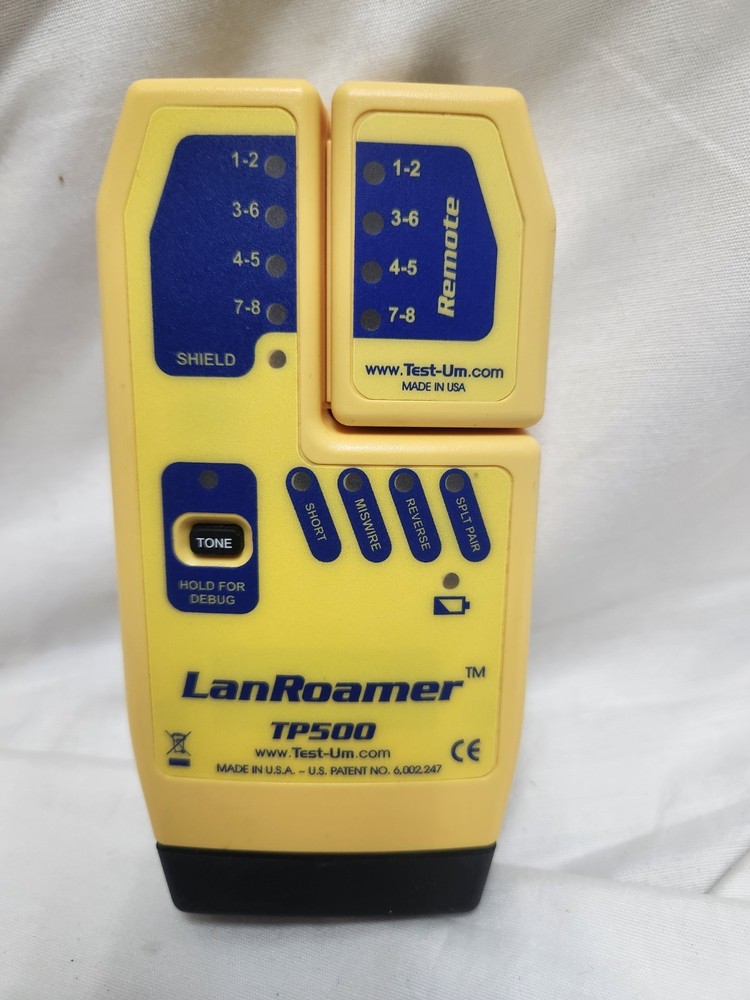 1-2
3-6
4-5
7-8
SHIELD
1-2
3-6
4-5
7-8
Remote
www.Test-Um.com
MADE IN USA
TONE
HOLD FOR
DEBUG
SHORT
MISWIRE
REVERSE
SPLT PAIR
LanRoamer™
TP500
www.Test-Um.com
MADE IN U.S.A. - U.S. PATENT NO. 6,002,247
CE